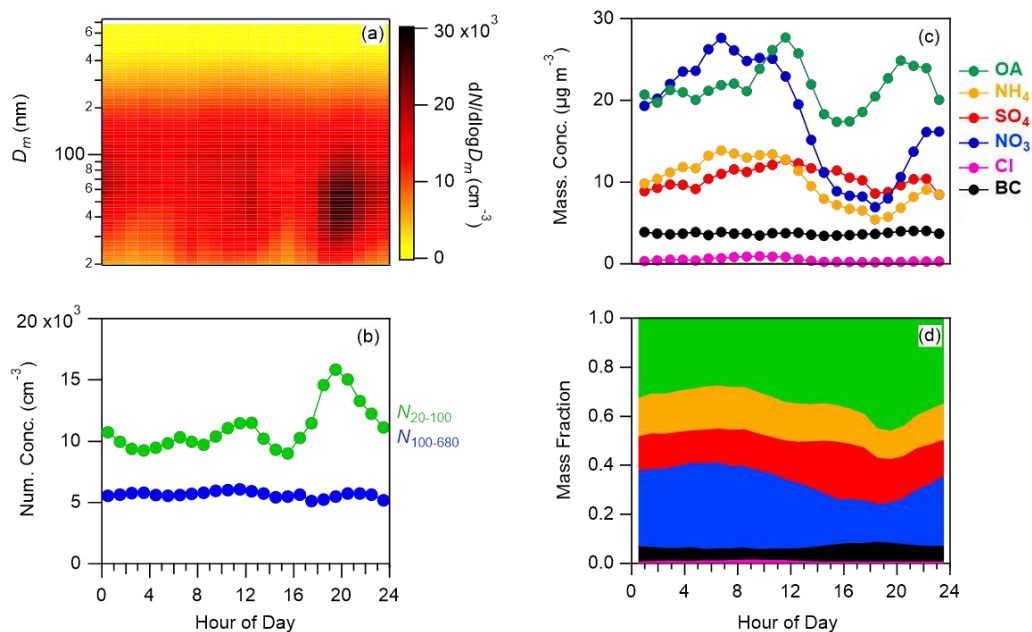 (a)
8
6
4
2
100
8
6
4
2
D_m (nm)
30 x10³
20
10
0
dN/dlogD_m (cm⁻³)
(b)
20 x10³
15
10
5
0
Num. Conc. (cm⁻³)
N₂₀₋₁₀₀
N₁₀₀₋₆₈₀
0 4 8 12 16 20 24
Hour of Day
(c)
30
20
10
0
Mass. Conc. (µg m⁻³)
OA
NH₄
SO₄
NO₃
Cl
BC
(d)
1.0
0.8
0.6
0.4
0.2
0.0
Mass Fraction
0 4 8 12 16 20 24
Hour of Day